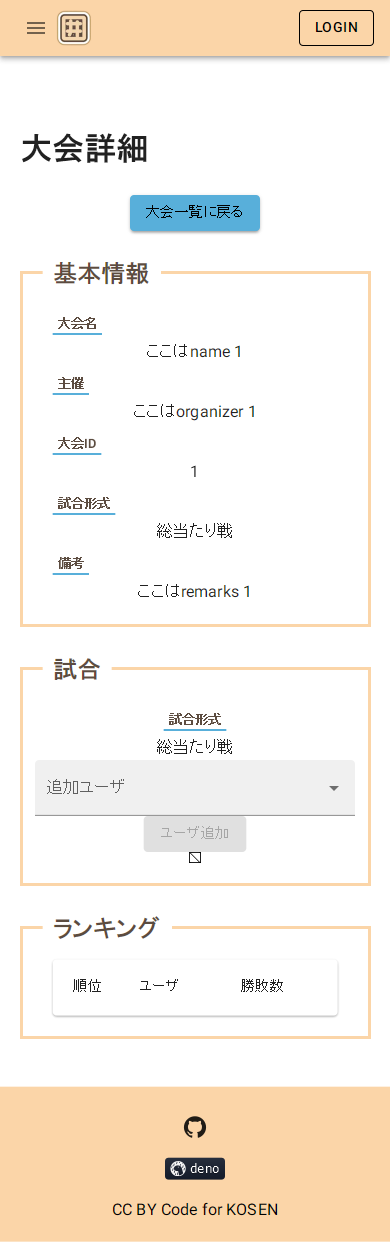 LOGIN
大会詳細
大会一覧に戻る
基本情報
大会名
ここはname 1
主催
ここはorganizer 1
大会ID
1
試合形式
総当たり戦
備考
ここはremarks 1
試合
試合形式
総当たり戦
追加ユーザ
ユーザ追加
ランキング
順位 ユーザ 勝敗数
deno
CC BY Code for KOSEN